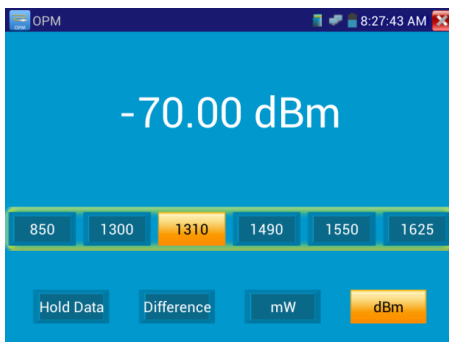 OPM
8:27:43 AM
OPM
-70.00 dBm
850 1300 1310 1490 1550 1625
Hold Data Difference mW dBm